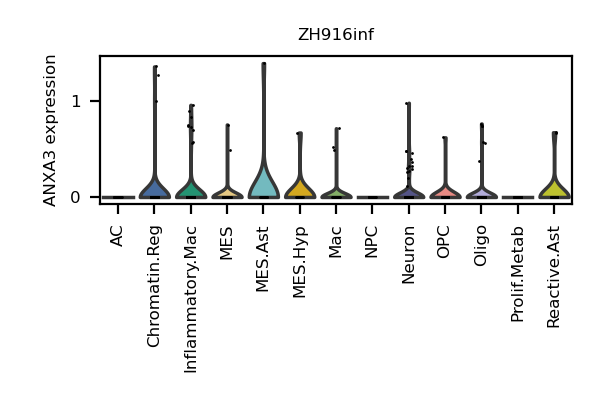 ZH916inf
ANXA3 expression
1
0
AC
Chromatin.Reg
Inflammatory.Mac
MES
MES.Ast
MES.Hyp
Mac
NPC
Neuron
OPC
Oligo
Prolif.Metab
Reactive.Ast